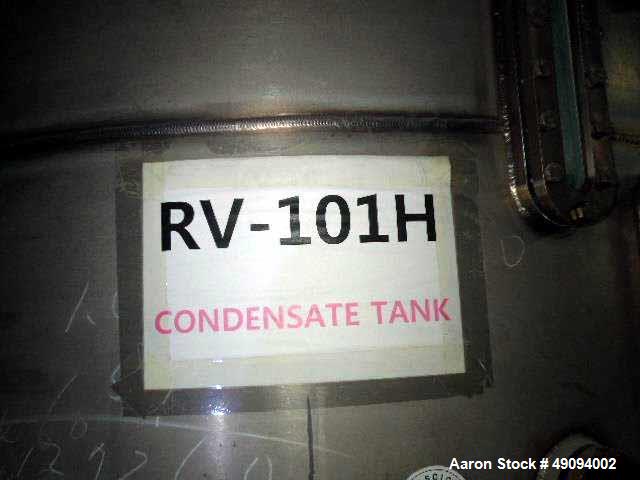 RV-101H
CONDENSATE TANK
Aaron Stock # 49094002